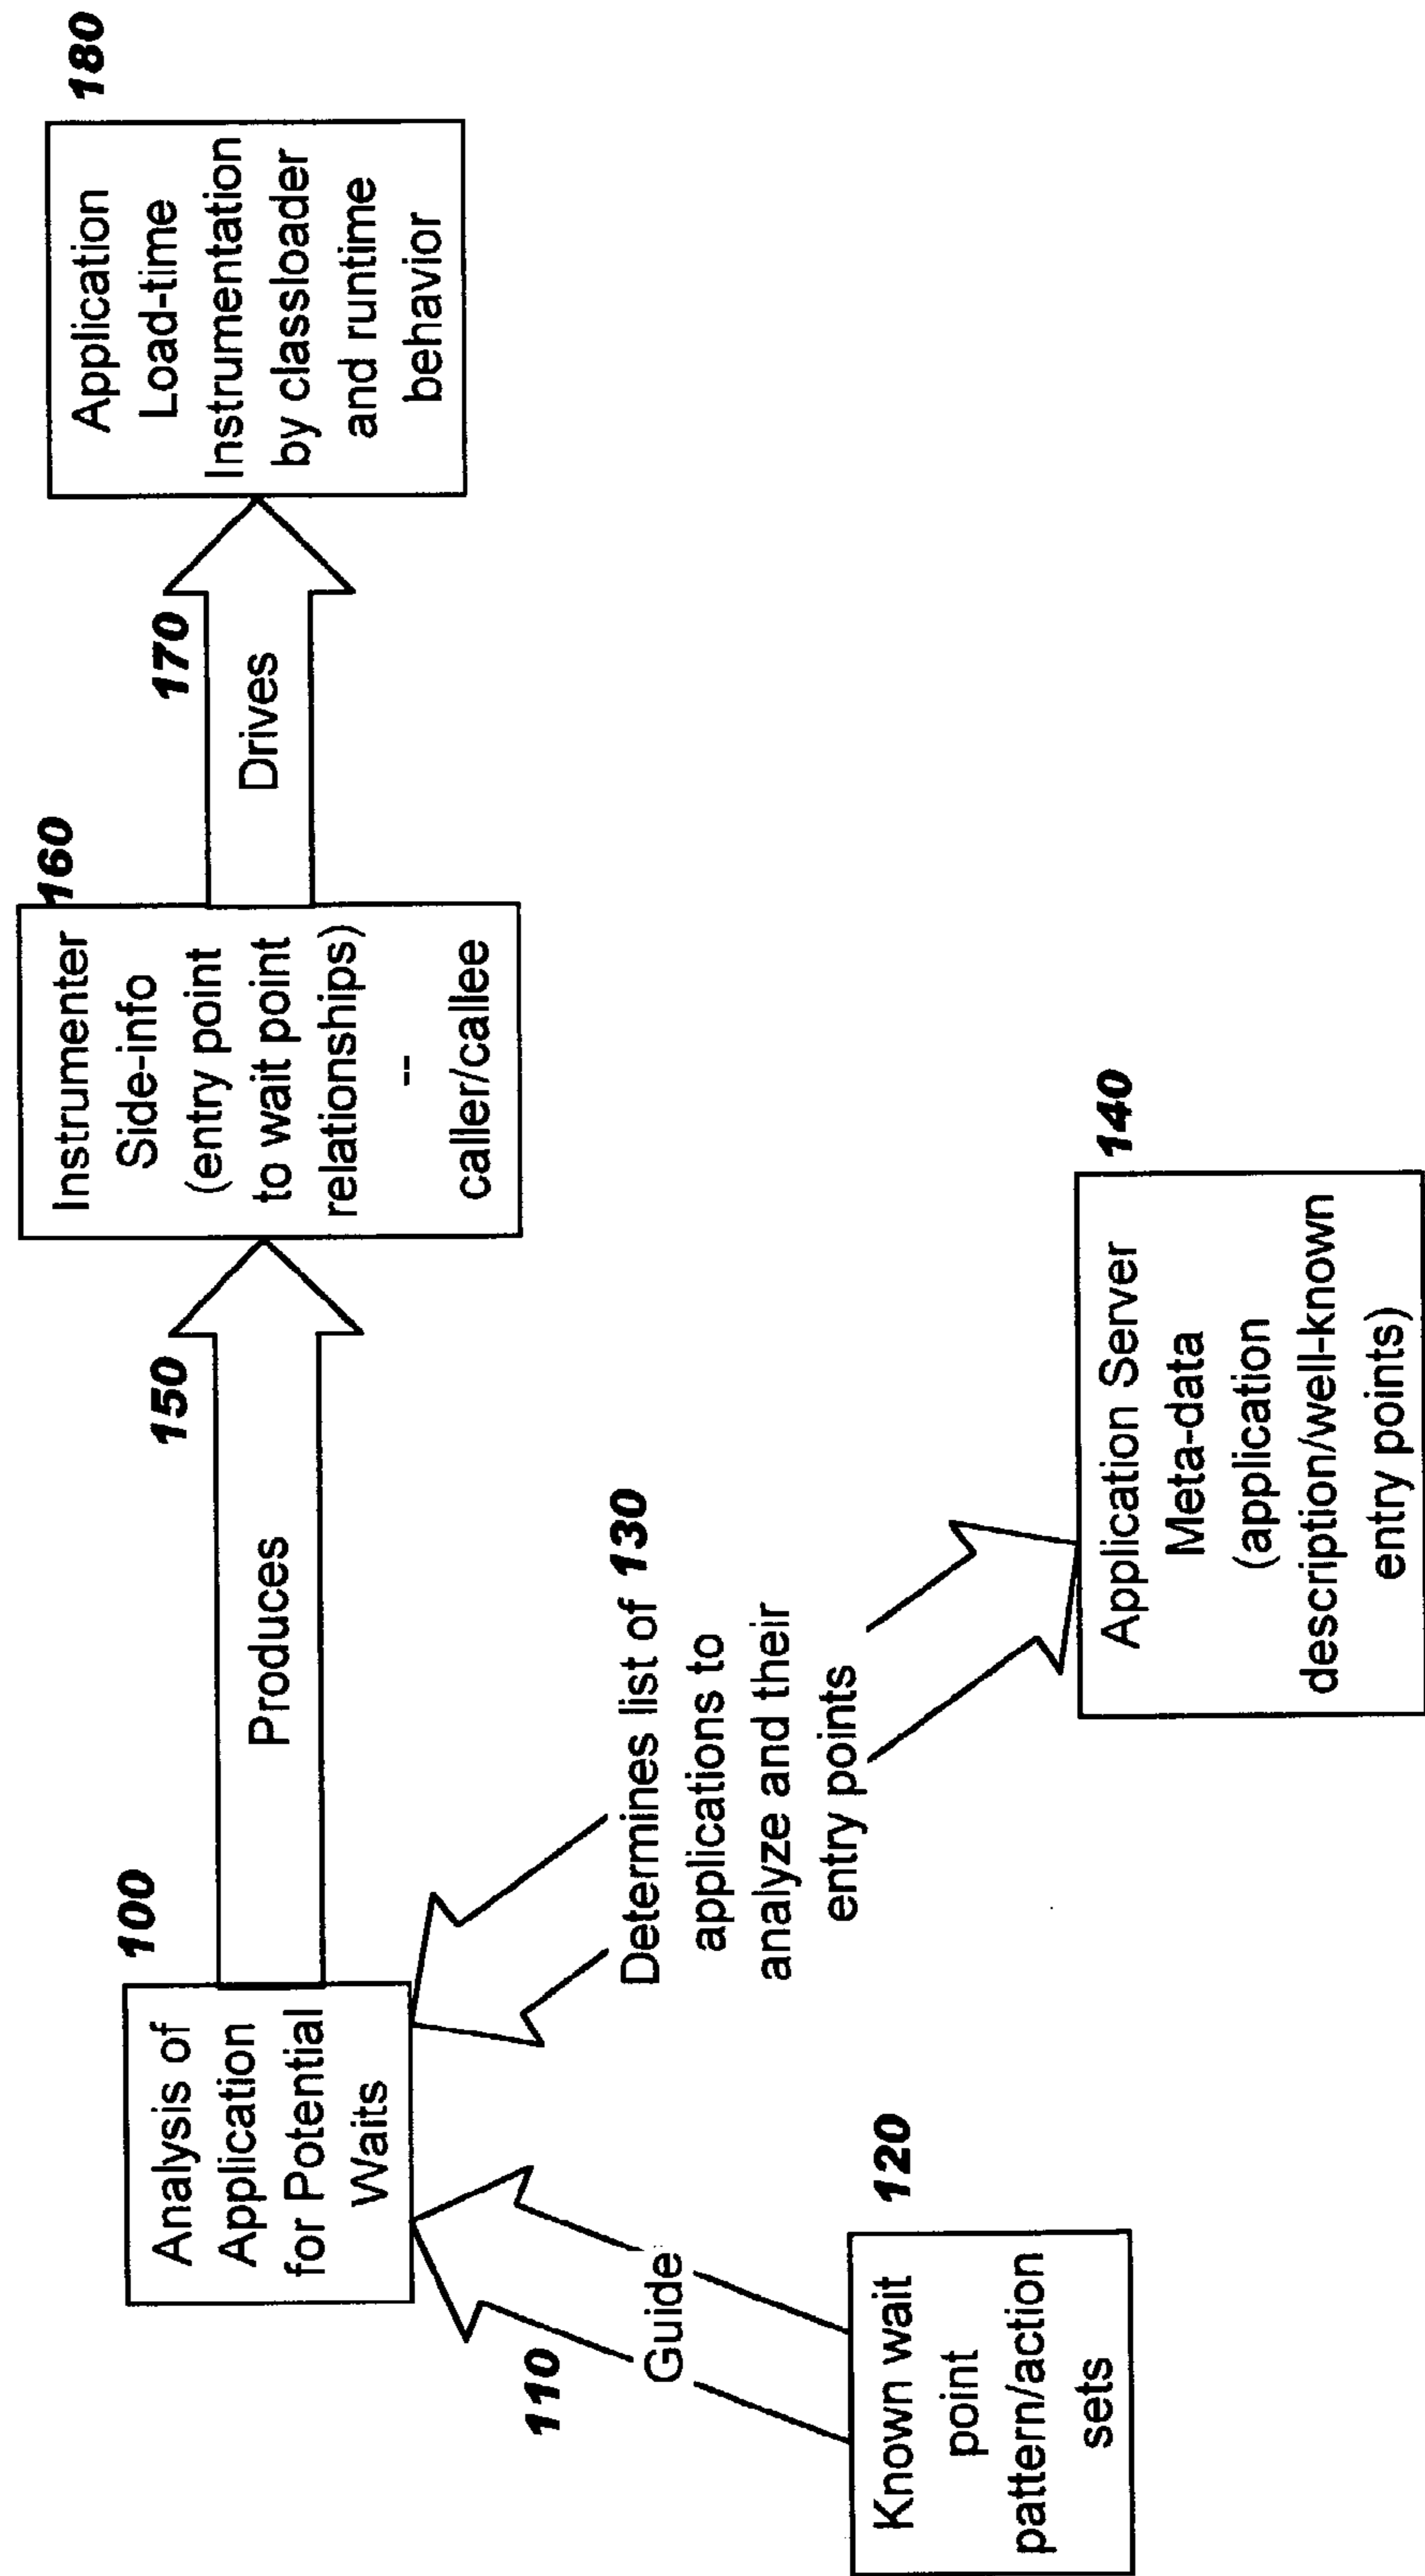 100
Analysis of
Application
for Potential
Waits
150
Produces
160
Instrumenter
Side-info
(entry point
to wait point
relationships)
--
caller/callee
170
Drives
180
Application
Load-time
Instrumentation
by classloader
and runtime
behavior
110
Guide
120
Known wait
point
pattern/action
sets
Determines list of 130
applications to
analyze and their
entry points
140
Application Server
Meta-data
(application
description/well-known
entry points)